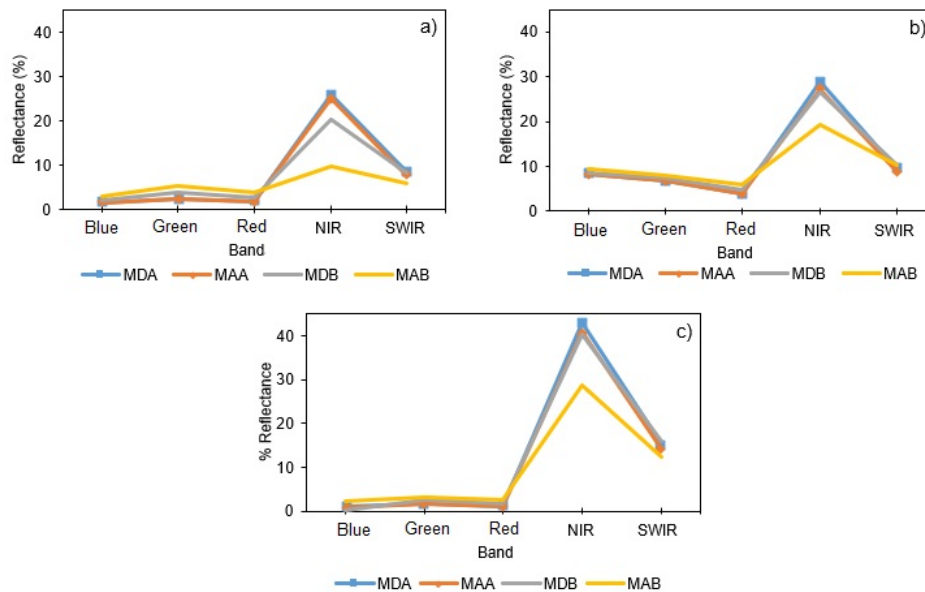 a)
Reflectance (%)
40
30
20
10
0
Blue Green Red NIR SWIR
Band
MDA MAA MDB MAB
b)
Reflectance (%)
40
30
20
10
0
Blue Green Red NIR SWIR
Band
MDA MAA MDB MAB
c)
% Reflectance
40
30
20
10
0
Blue Green Red NIR SWIR
Band
MDA MAA MDB MAB